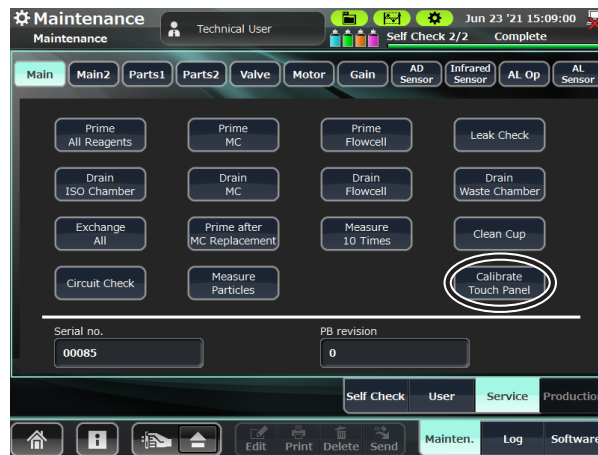 Maintenance
Maintenance
Technical User
Jun 23 '21 15:09:00
Self Check 2/2 Complete
Main Main2 Parts1 Parts2 Valve Motor Gain AD Sensor Infrared Sensor AL Op AL Sensor
Prime
All Reagents
Prime
MC
Prime
Flowcell
Leak Check
Drain
ISO Chamber
Drain
MC
Drain
Flowcell
Drain
Waste Chamber
Exchange
All
Prime after
MC Replacement
Measure
10 Times
Clean Cup
Circuit Check
Measure
Particles
Calibrate
Touch Panel
Serial no.
00085
PB revision
0
Self Check User Service Productio
Edit Print Delete Send Mainten. Log Software